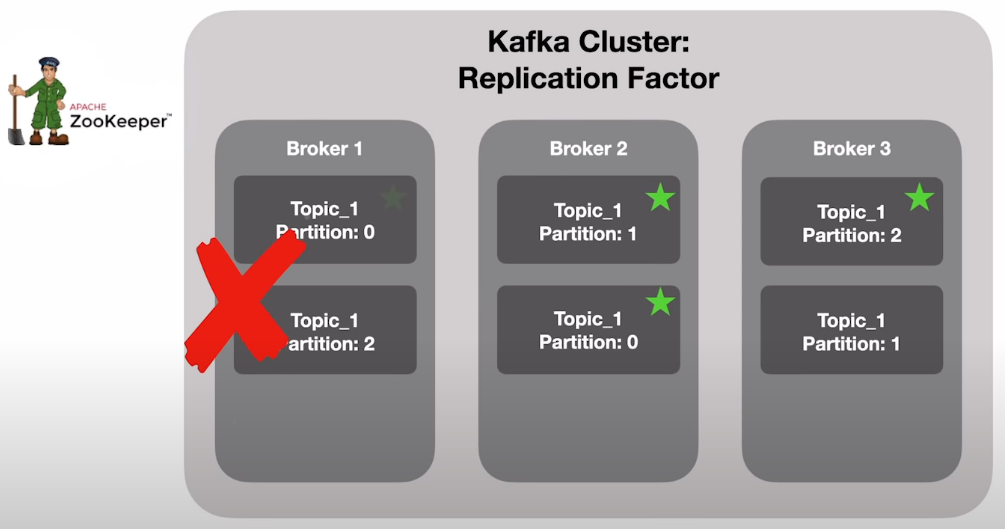 Kafka Cluster:
Replication Factor
APACHE
ZooKeeper™
Broker 1
Topic_1
Partition: 0
Topic_1
artition: 2
Broker 2
Topic_1
Partition: 1
Topic_1
Partition: 0
Broker 3
Topic_1
Partition: 2
Topic_1
Partition: 1